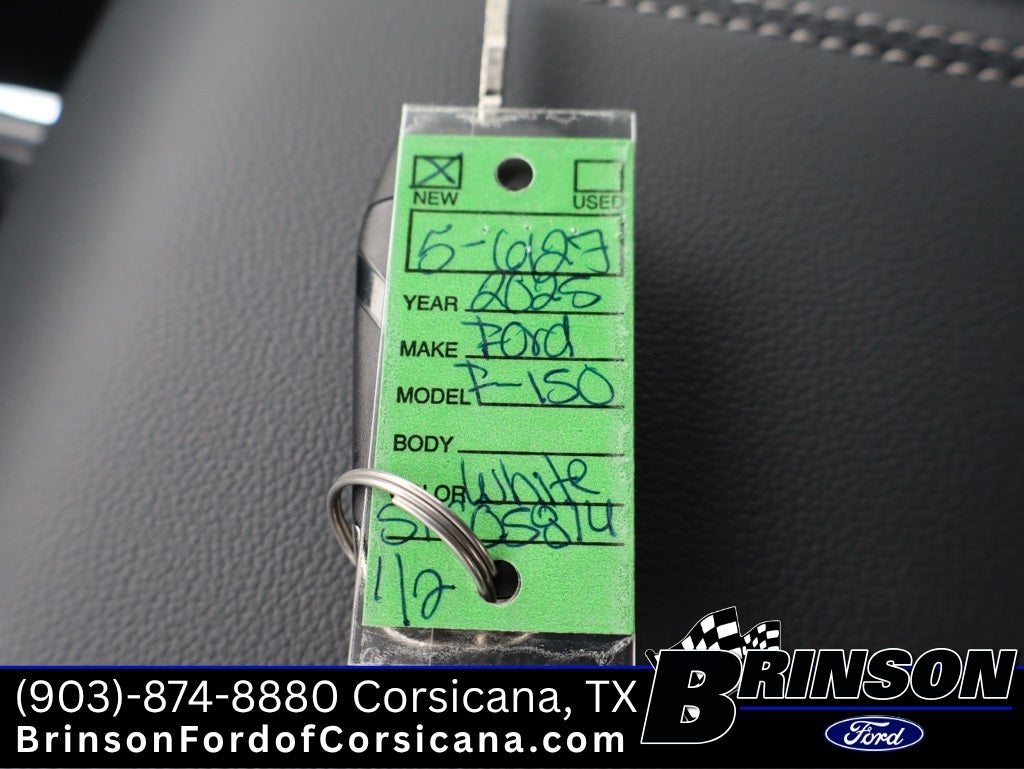 NEW USED
5-6127
YEAR 2025
MAKE Ford
MODEL F-150
BODY
White
1/2
(903)-874-8880 Corsicana, TX
BrinsonFordofCorsicana.com
BRINSON
Ford